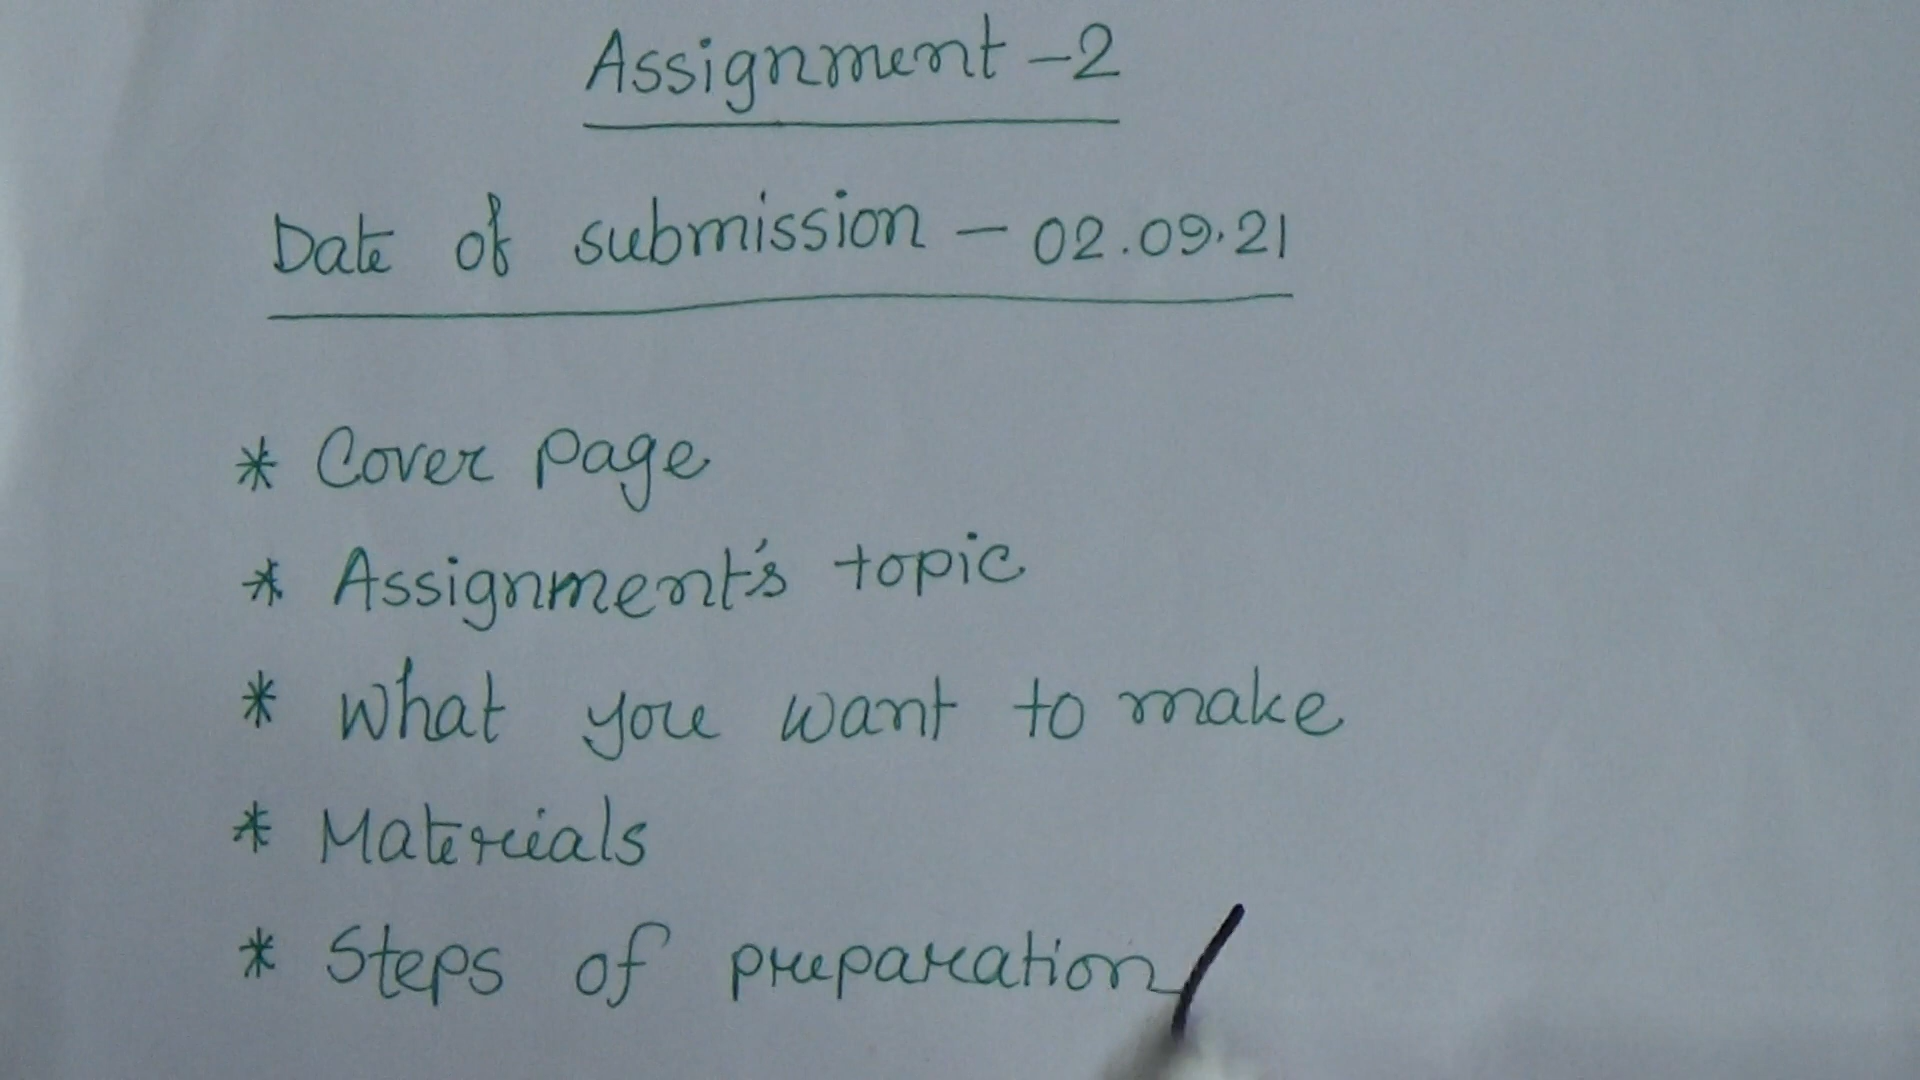 Assignment -2
Date of submission - 02.09.21
* Cover page
* Assignment's topic
* What you want to make
* Materials
* Steps of preparation